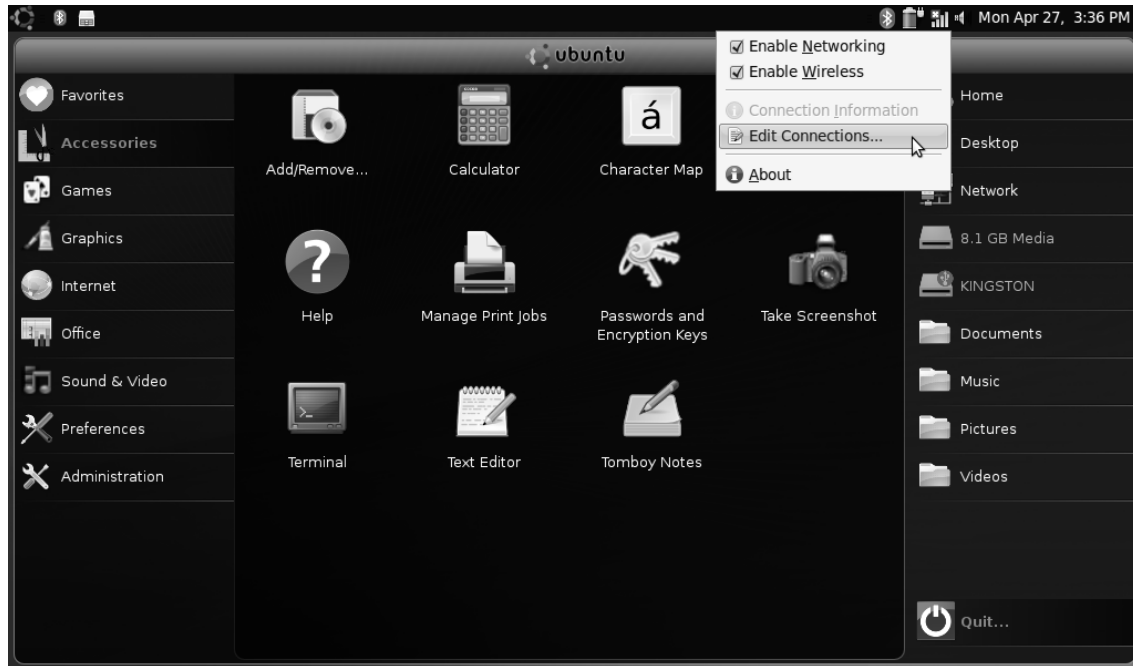 Mon Apr 27, 3:36 PM
ubuntu
Enable Networking
Enable Wireless
Connection Information
Edit Connections...
About
Favorites
Accessories
Games
Graphics
Internet
Office
Sound & Video
Preferences
Administration
Add/Remove...
Calculator
á
Character Map
?
Help
Manage Print Jobs
Passwords and
Encryption Keys
Take Screenshot
>_
Terminal
Text Editor
Tomboy Notes
Home
Desktop
Network
8.1 GB Media
KINGSTON
Documents
Music
Pictures
Videos
Quit...